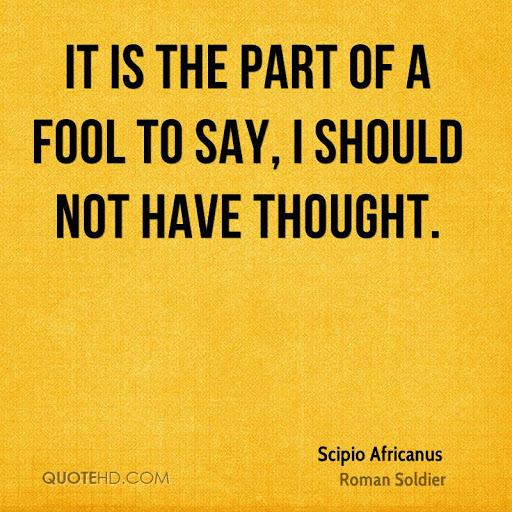 IT IS THE PART OF A
FOOL TO SAY, I SHOULD
NOT HAVE THOUGHT.
Scipio Africanus
QUOTEHD.COM Roman Soldier